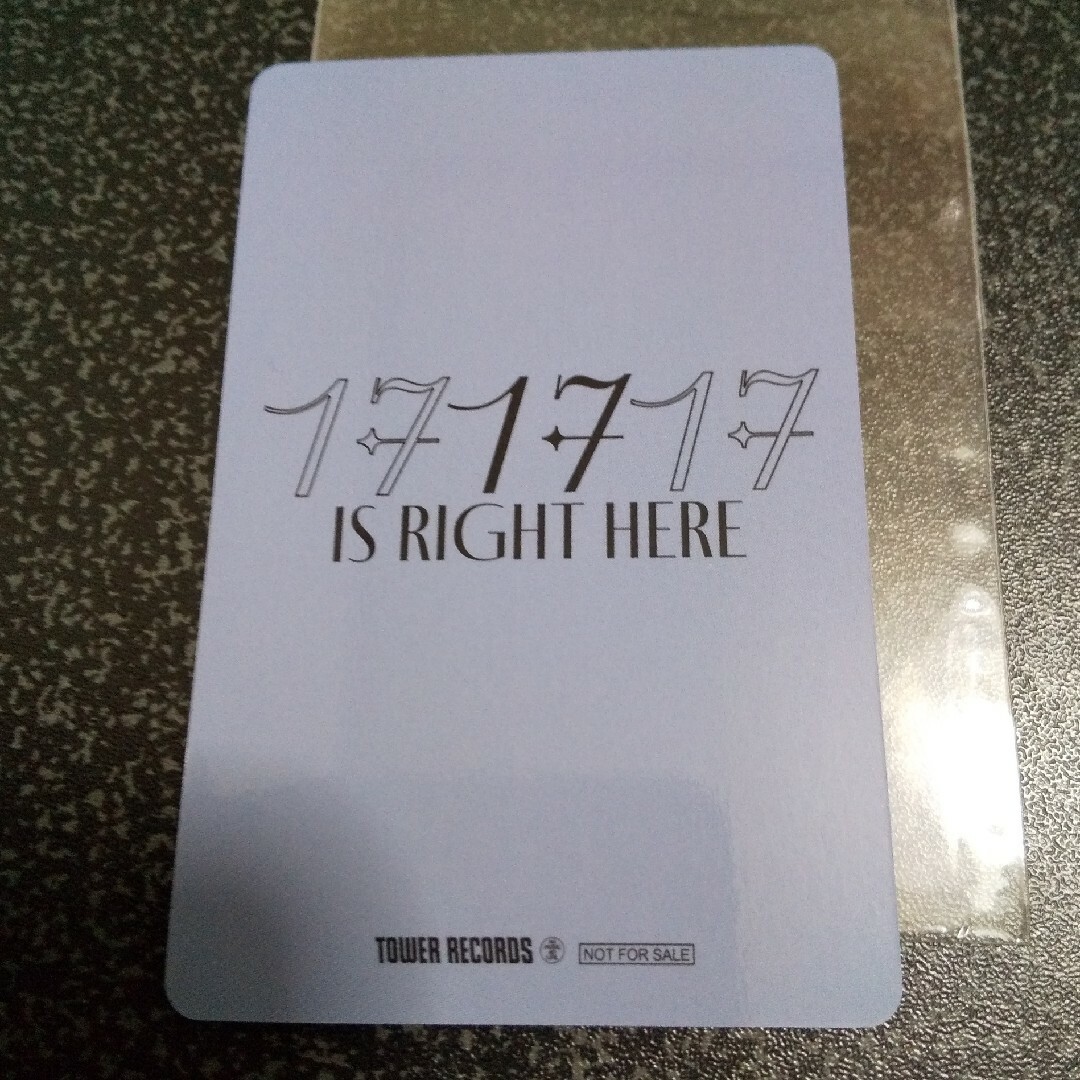 17 17 17
IS RIGHT HERE
TOWER RECORDS NOT FOR SALE